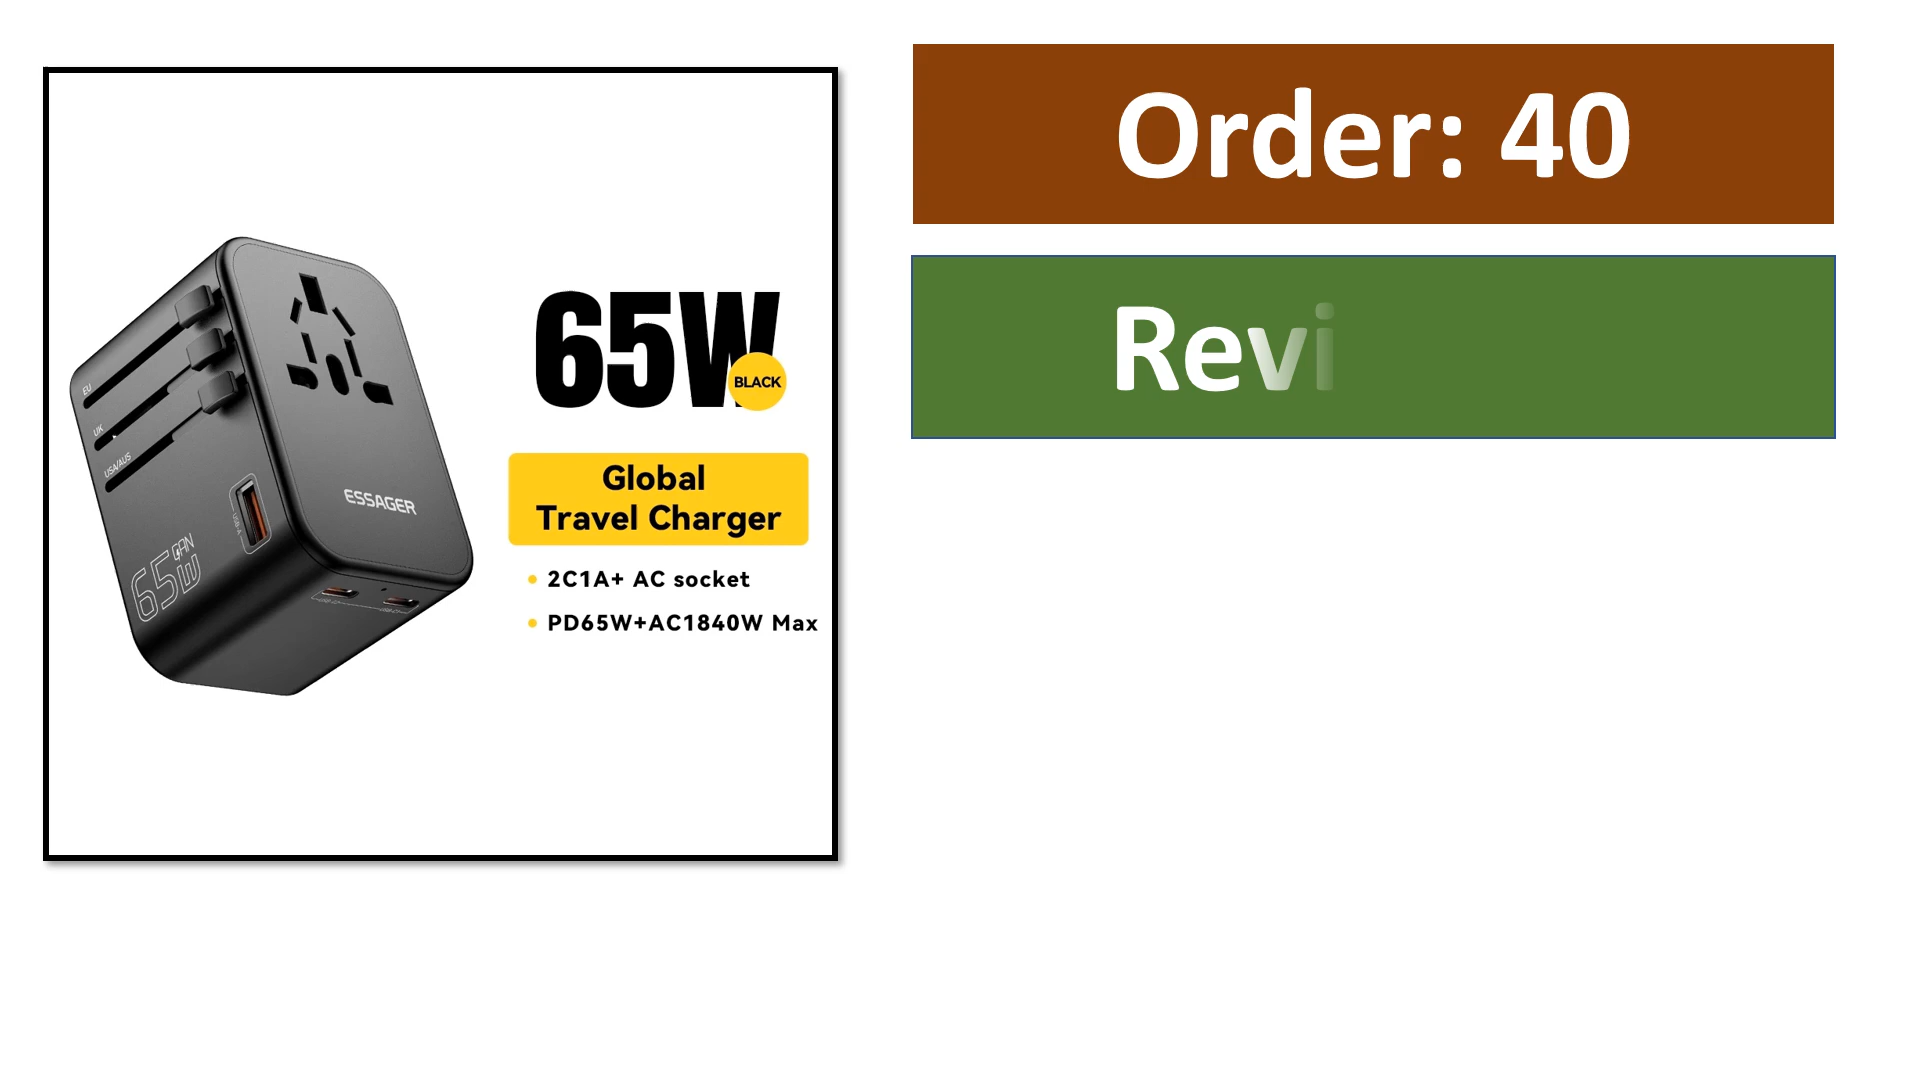 Order: 40
Revi
65W
BLACK
Global
Travel Charger
2C1A+ AC socket
PD65W+AC1840W Max
EU
UK
USA/AUS
USB-A
ESSAGER
65W
GAN